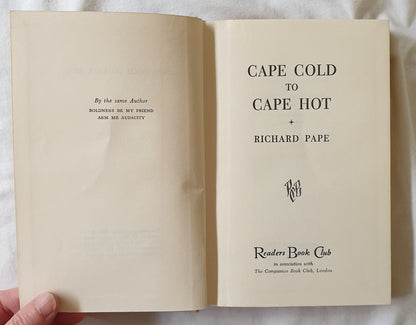 By the same Author
BOLDNESS BE MY FRIEND
ARM ME AUDACITY
CAPE COLD
TO
CAPE HOT
+
RICHARD PAPE
RBC
Readers Book Club
in association with
The Companion Book Club, London